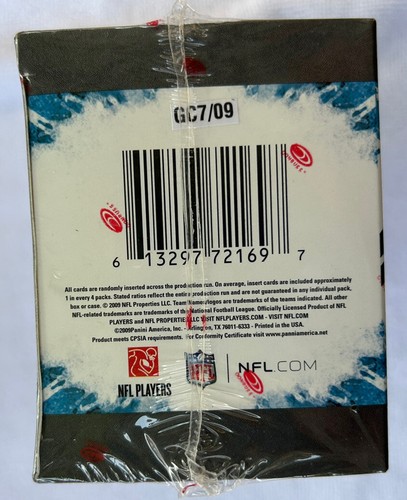 GC7/09
6 13297 72169 7
All cards are randomly inserted across the production run. On average, insert cards are included approximately
1 in every 4 packs. Stated ratios reflect the entire production run and are not guaranteed in any individual pack,
box or case. © 2009 NFL Properties LLC. Team Names/logos are trademarks of the teams indicated. All other
NFL-related trademarks are trademarks of the National Football League. Officially Licensed Product of NFL
PLAYERS and NFL PROPERTIES LLC VISIT NFLPLAYERS.COM - VISIT NFL.COM
©2009Panini America, Inc. Arlington, TX 76011-6333 - Printed in the USA.
Product meets CPSIA requirements. For Conformity Certificate visit www.paniniamerica.net
NFL PLAYERS
NFL
NFL.COM